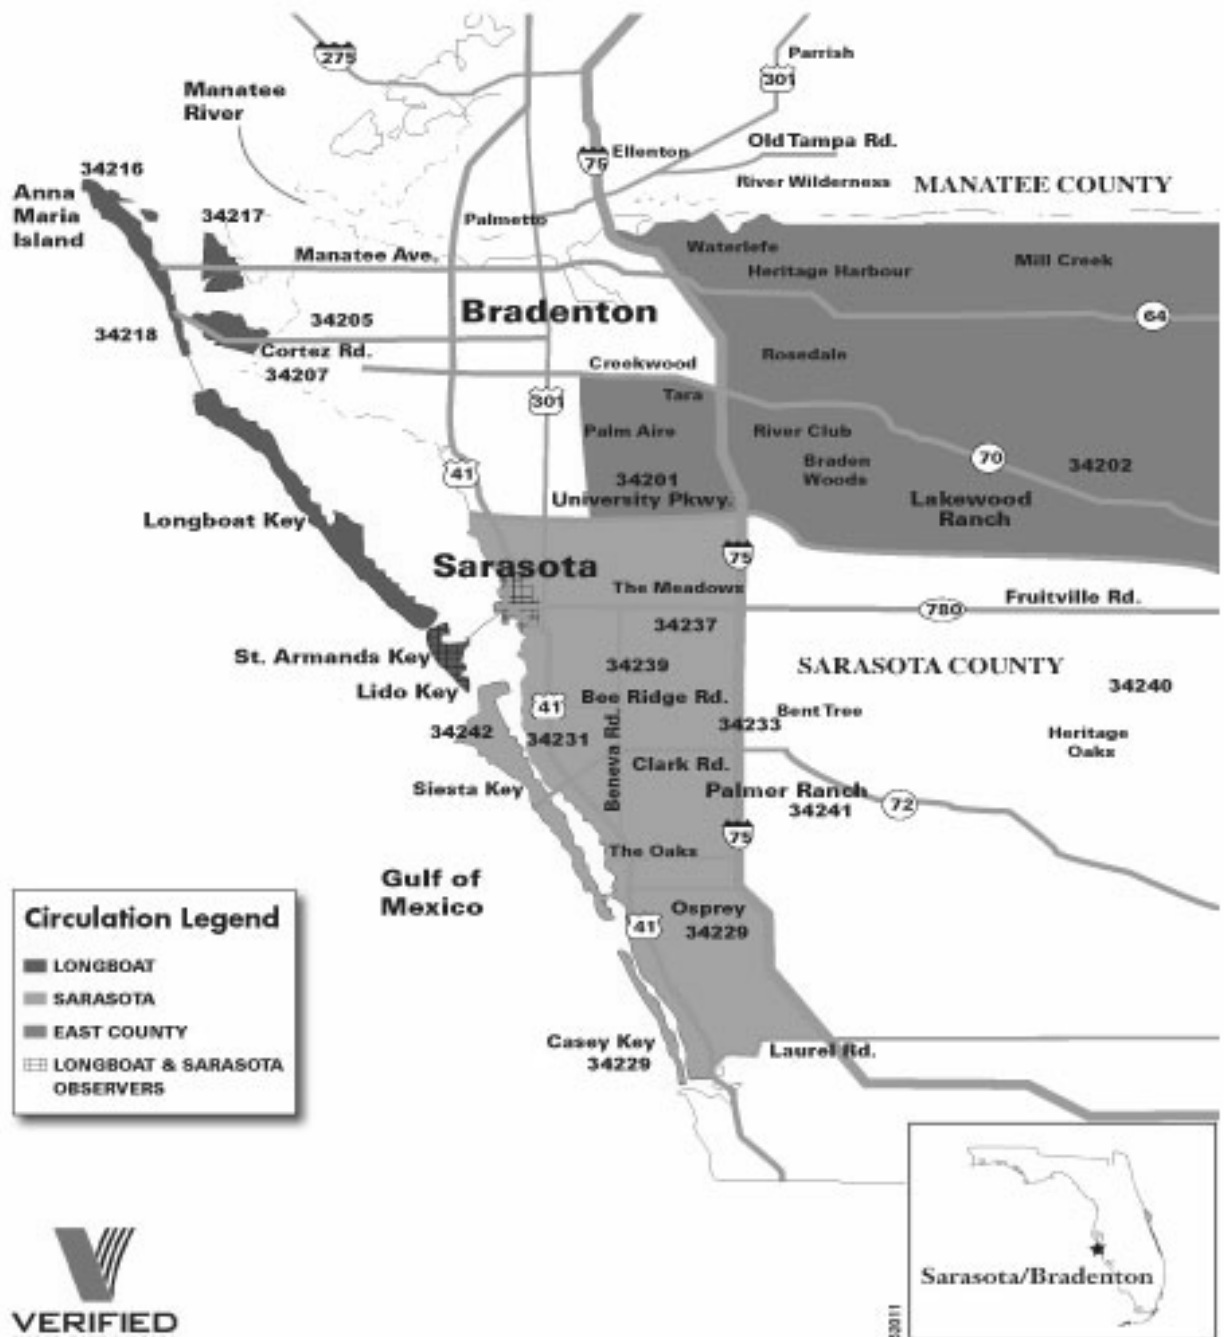 275
Parrish
301
Manatee
River
Old Tampa Rd.
75
Ellenton
34216
River Wilderness
MANATEE COUNTY
Anna
Maria
Island
34217
Palmetto
Waterlefe
Manatee Ave.
Heritage Harbour
Mill Creek
Bradenton
64
34205
34218
Cortez Rd.
Rosedale
Creekwood
34207
Tara
301
Palm Aire
River Club
70
Braden
Woods
34202
41
34201
University Pkwy.
Lakewood
Ranch
Longboat Key
75
Sarasota
The Meadows
Fruitville Rd.
780
34237
St. Armands Key
34239
SARASOTA COUNTY
34240
Lido Key
Bee Ridge Rd.
41
Bent Tree
34233
34242
34231
Heritage
Oaks
Beneva Rd.
Clark Rd.
Siesta Key
Palmer Ranch
34241
72
75
The Oaks
Gulf of
Mexico
Osprey
41
34229
Casey Key
34229
Laurel Rd.
Circulation Legend
LONGBOAT
SARASOTA
EAST COUNTY
LONGBOAT & SARASOTA
OBSERVERS
Sarasota/Bradenton
VERIFIED